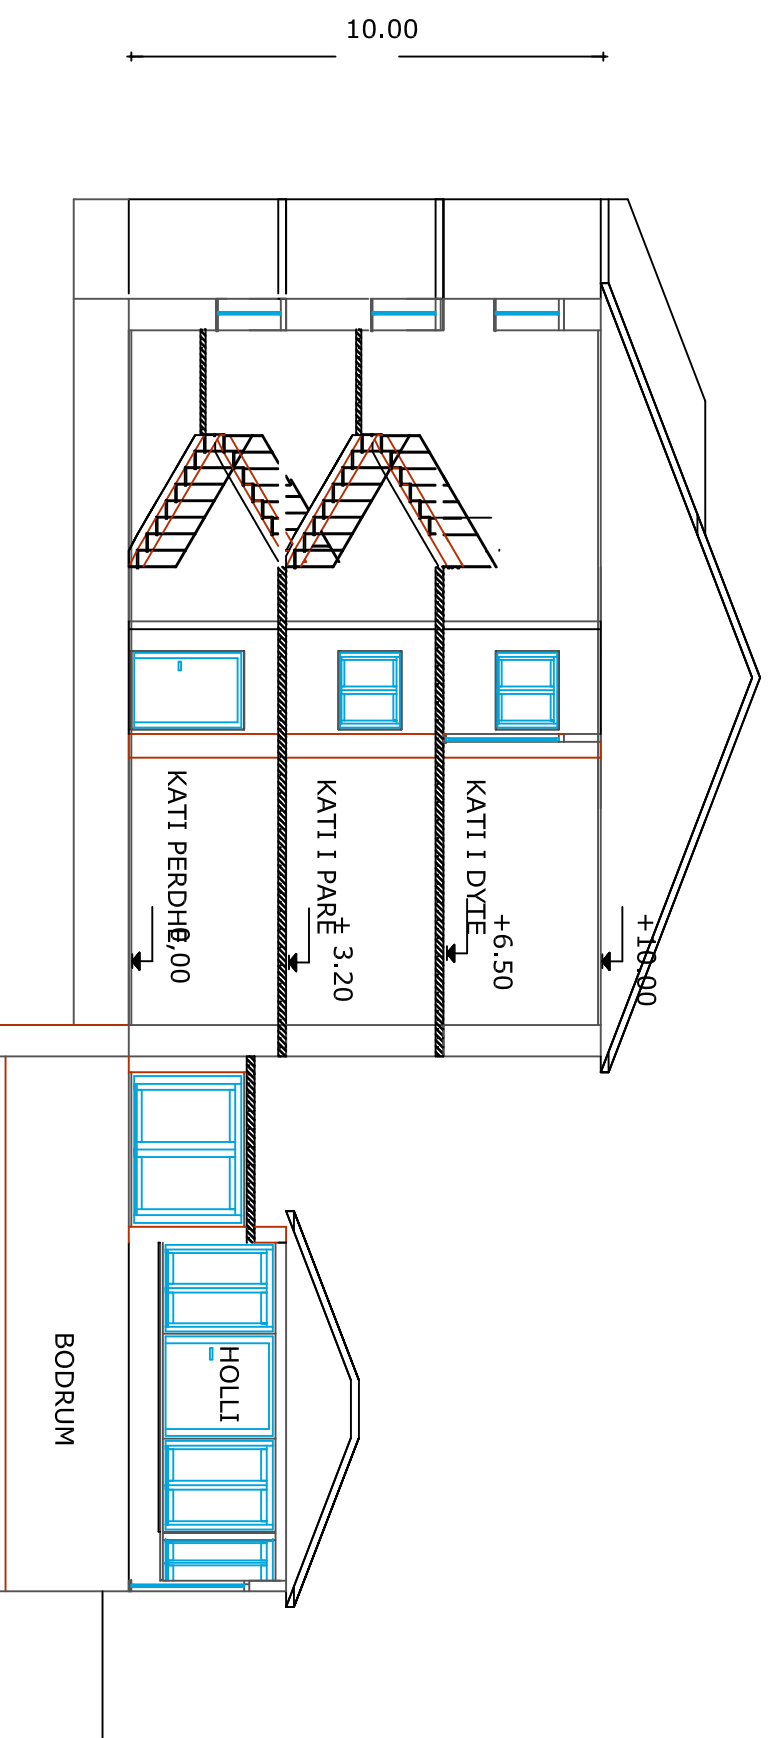 10.00
KATI PERDHE
0,00
KATI I PARE
+ 3.20
KATI I DYTE
+6.50
+10.00
HOLLI
BODRUM